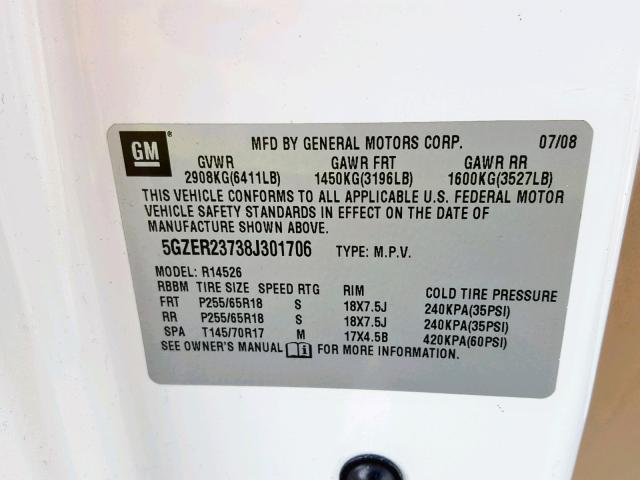 GM® MFD BY GENERAL MOTORS CORP. 07/08
GVWR GAWR FRT GAWR RR
2908KG(6411LB) 1450KG(3196LB) 1600KG(3527LB)
THIS VEHICLE CONFORMS TO ALL APPLICABLE U.S. FEDERAL MOTOR
VEHICLE SAFETY STANDARDS IN EFFECT ON THE DATE OF
MANUFACTURE SHOWN ABOVE.
5GZER23738J301706 TYPE: M.P.V.
MODEL: R14526
RBBM TIRE SIZE SPEED RTG RIM COLD TIRE PRESSURE
FRT P255/65R18 S 18X7.5J 240KPA(35PSI)
RR P255/65R18 S 18X7.5J 240KPA(35PSI)
SPA T145/70R17 M 17X4.5B 420KPA(60PSI)
SEE OWNER'S MANUAL FOR MORE INFORMATION.